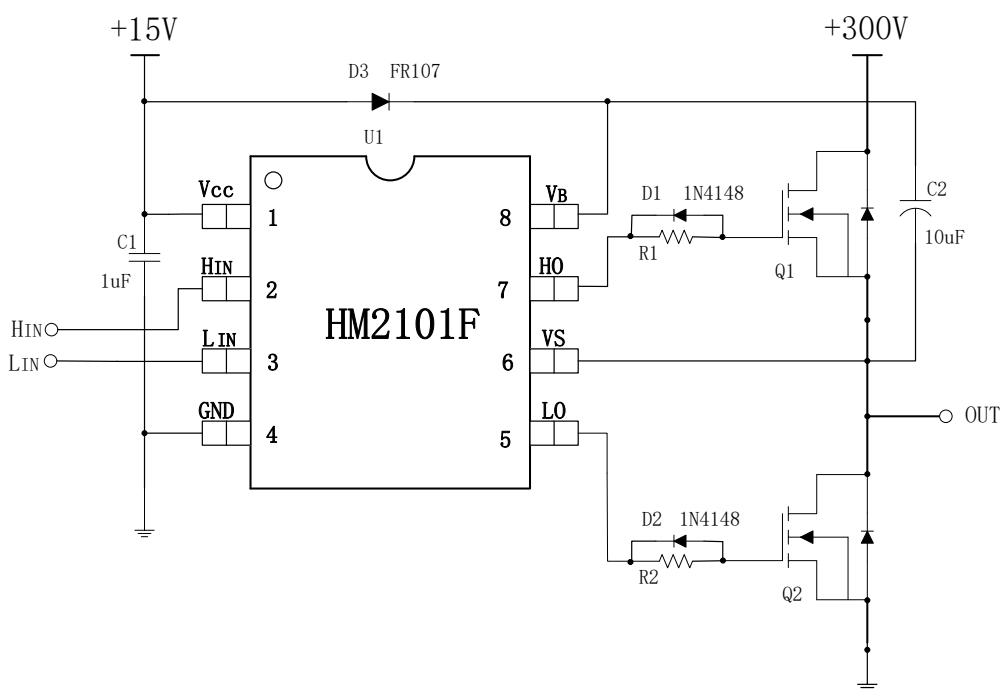 +15V
+300V
D3 FR107
U1
Vcc
1
VB
8
D1 1N4148
R1
C2
10uF
C1
1uF
HIN
2
HO
7
Q1
HM2101F
HIN
LIN
LIN
3
VS
6
GND
4
LO
5
OUT
D2 1N4148
R2
Q2